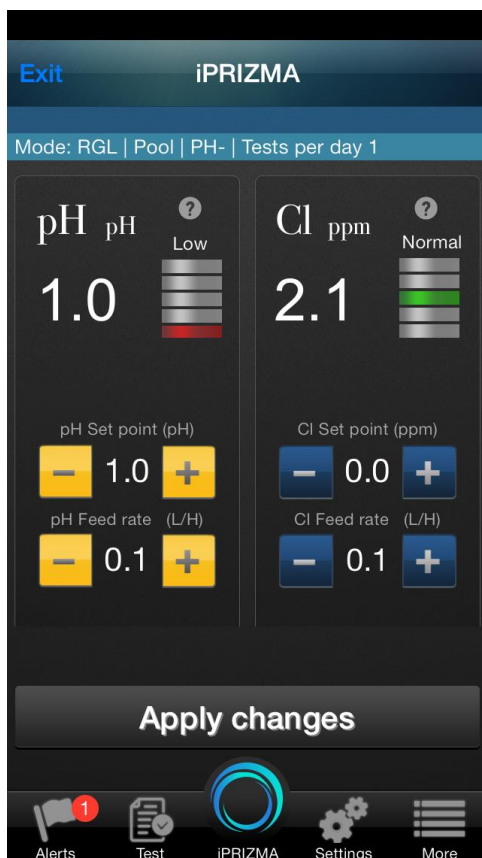 Exit iPRIZMA
Mode: RGL | Pool | PH- | Tests per day 1
pH pH ? Low
1.0
Cl ppm ? Normal
2.1
pH Set point (pH)
- 1.0 +
pH Feed rate (L/H)
- 0.1 +
Cl Set point (ppm)
- 0.0 +
Cl Feed rate (L/H)
- 0.1 +
Apply changes
1
Alerts Test iPRIZMA Settings More